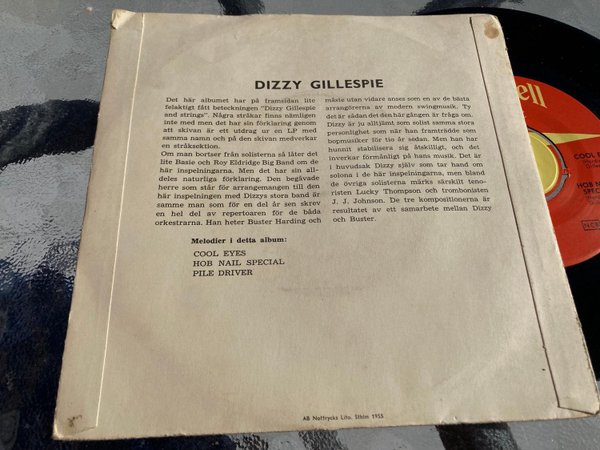 DIZZY GILLESPIE
Det här albumet har på framsidan lite
felaktigt fått beteckningen "Dizzy Gillespie
and strings". Några stråkar finns nämligen
inte med men det har sin förklaring genom
att skivan är ett utdrag ur en LP med
samma namn och på den skivan medverkar
en stråksektion.
Om man bortser från solisterna så låter det
lite Basie och Roy Eldridge Big Band om de
här inspelningarna. Men det har sin all-
deles naturliga förklaring. Den begåvade
herre som står för arrangemangen till den
här inspelningen med Dizzys stora band är
samme man som för en del år sen skrev
en hel del av repertoaren för de båda
orkestrarna. Han heter Buster Harding och
måste utan vidare anses som en av de bästa
arrangörerna av modern swingmusik. Ty
det är sådan det den här gången är fråga om.
Dizzy är ju alltjämt som solist samma stora
personlighet som när han framträdde som
bopmusiker för tio år sedan. Men han har
hunnit stabilisera sig åtskilligt, och det
inverkar förmånligt på hans musik. Det är
i huvudsak Dizzy själv som tar hand om
solona i de här inspelningarna, men bland
de övriga solisterna märks särskilt teno-
risten Lucky Thompson och trombonisten
J. J. Johnson. De tre kompositionerna är
resultatet av ett samarbete mellan Dizzy
och Buster.
Melodier i detta album:
COOL EYES
HOB NAIL SPECIAL
PILE DRIVER
AB Nottrycks Lito. Sthlm 1955
ell
COOL E
HOB N
SPECI
NC